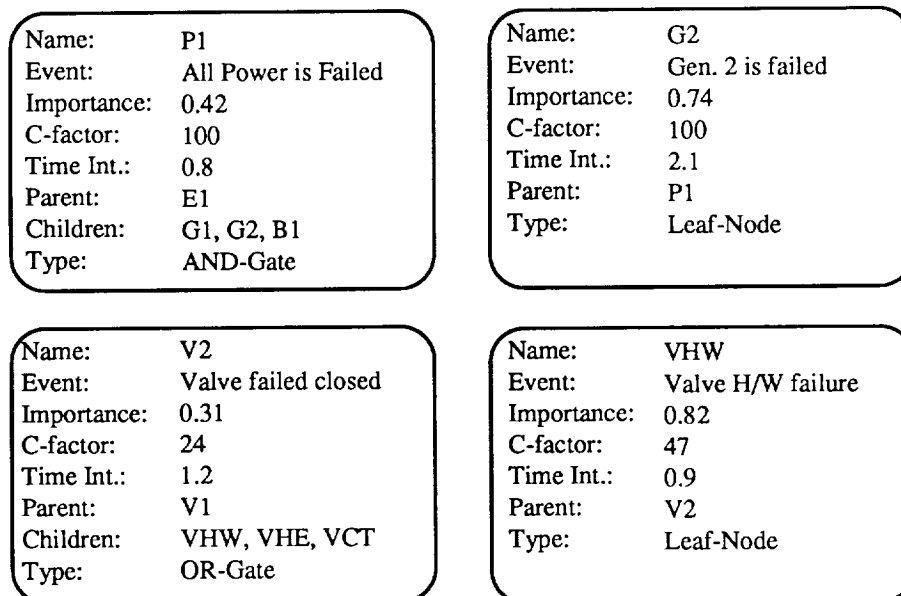 Name: P1
Event: All Power is Failed
Importance: 0.42
C-factor: 100
Time Int.: 0.8
Parent: E1
Children: G1, G2, B1
Type: AND-Gate
Name: G2
Event: Gen. 2 is failed
Importance: 0.74
C-factor: 100
Time Int.: 2.1
Parent: P1
Type: Leaf-Node
Name: V2
Event: Valve failed closed
Importance: 0.31
C-factor: 24
Time Int.: 1.2
Parent: V1
Children: VHW, VHE, VCT
Type: OR-Gate
Name: VHW
Event: Valve H/W failure
Importance: 0.82
C-factor: 47
Time Int.: 0.9
Parent: V2
Type: Leaf-Node